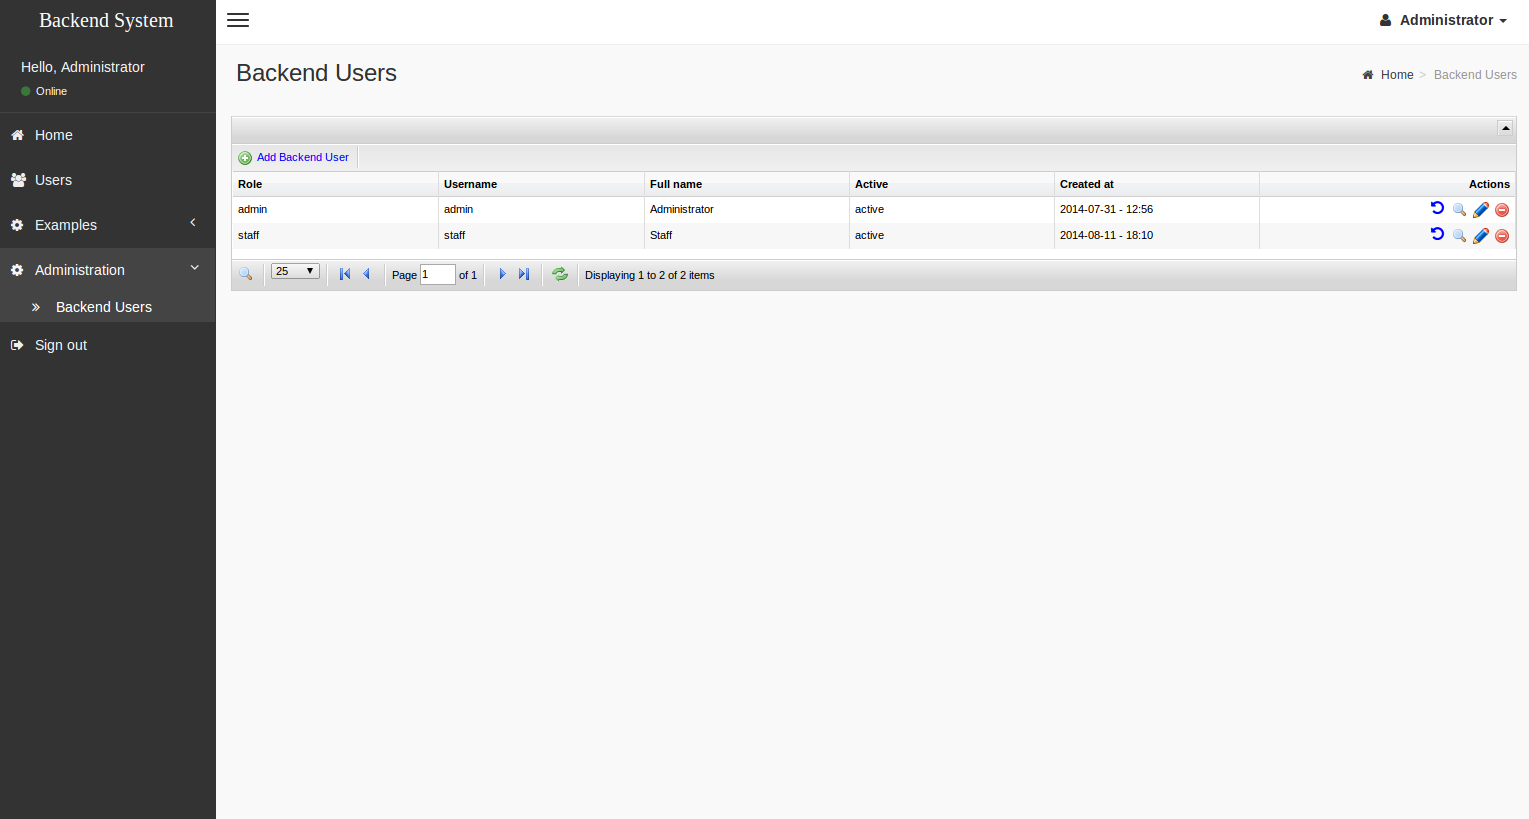 Backend System
Administrator
Hello, Administrator
Online
Home
Users
Examples
Administration
Backend Users
Sign out
Backend Users
Home > Backend Users
Add Backend User
Role Username Full name Active Created at Actions
admin admin Administrator active 2014-07-31 - 12:56
staff staff Staff active 2014-08-11 - 18:10
25 Page 1 of 1 Displaying 1 to 2 of 2 items